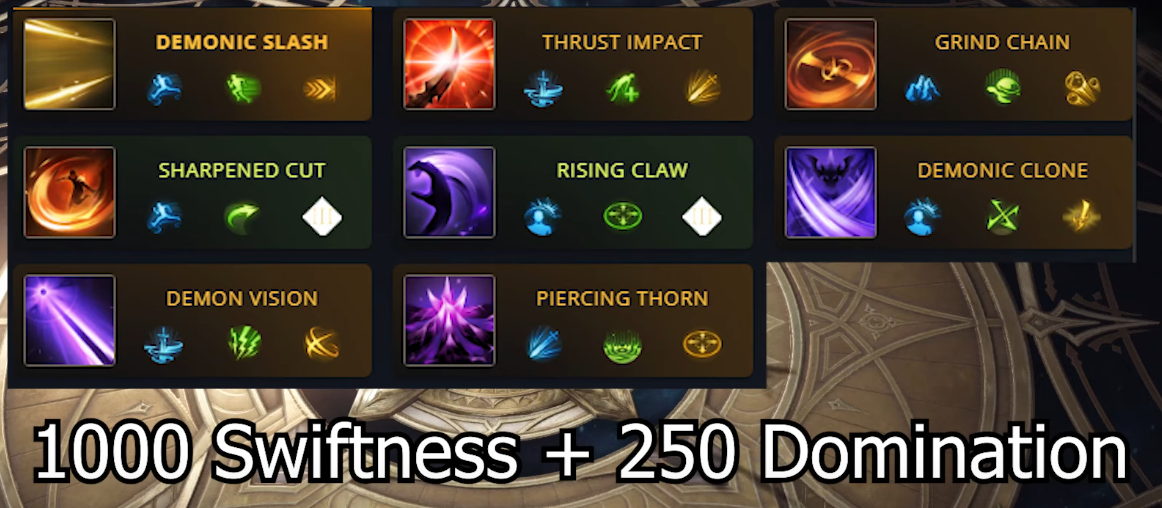 DEMONIC SLASH
THRUST IMPACT
GRIND CHAIN
SHARPENED CUT
RISING CLAW
DEMONIC CLONE
DEMON VISION
PIERCING THORN
1000 Swiftness + 250 Domination